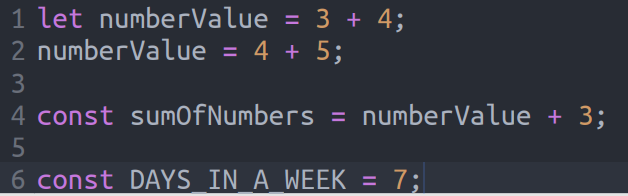 1 let numberValue = 3 + 4;
2 numberValue = 4 + 5;
3
4 const sumOfNumbers = numberValue + 3;
5
6 const DAYS_IN_A_WEEK = 7;